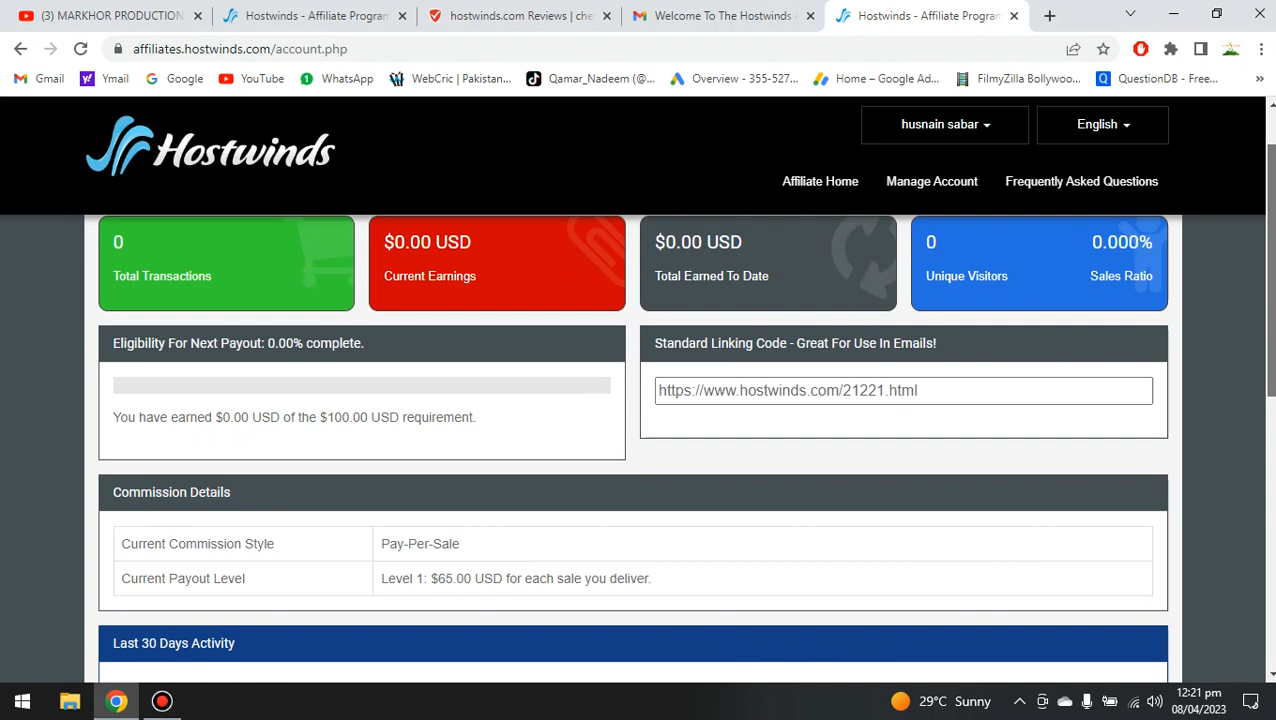 (3) MARKHOR PRODUCTION
Hostwinds - Affiliate Program
hostwinds.com Reviews | che
Welcome To The Hostwinds
Hostwinds - Affiliate Program
affiliates.hostwinds.com/account.php
Gmail
Ymail
Google
YouTube
WhatsApp
WebCric - Pakistan...
Qamar_Nadeem (@...
Overview - 355-527...
Home – Google Ad...
FilmyZilla Bollywoo...
QuestionDB - Free...
»
Hostwinds
husnain sabar
English
Affiliate Home
Manage Account
Frequently Asked Questions
0
Total Transactions
$0.00 USD
Current Earnings
$0.00 USD
Total Earned To Date
0 0.000%
Unique Visitors Sales Ratio
Eligibility For Next Payout: 0.00% complete.
You have earned $0.00 USD of the $100.00 USD requirement.
Standard Linking Code - Great For Use In Emails!
https://www.hostwinds.com/21221.html
Commission Details
Current Commission Style Pay-Per-Sale
Current Payout Level Level 1: $65.00 USD for each sale you deliver.
Last 30 Days Activity
29°C Sunny
12:21 pm
08/04/2023